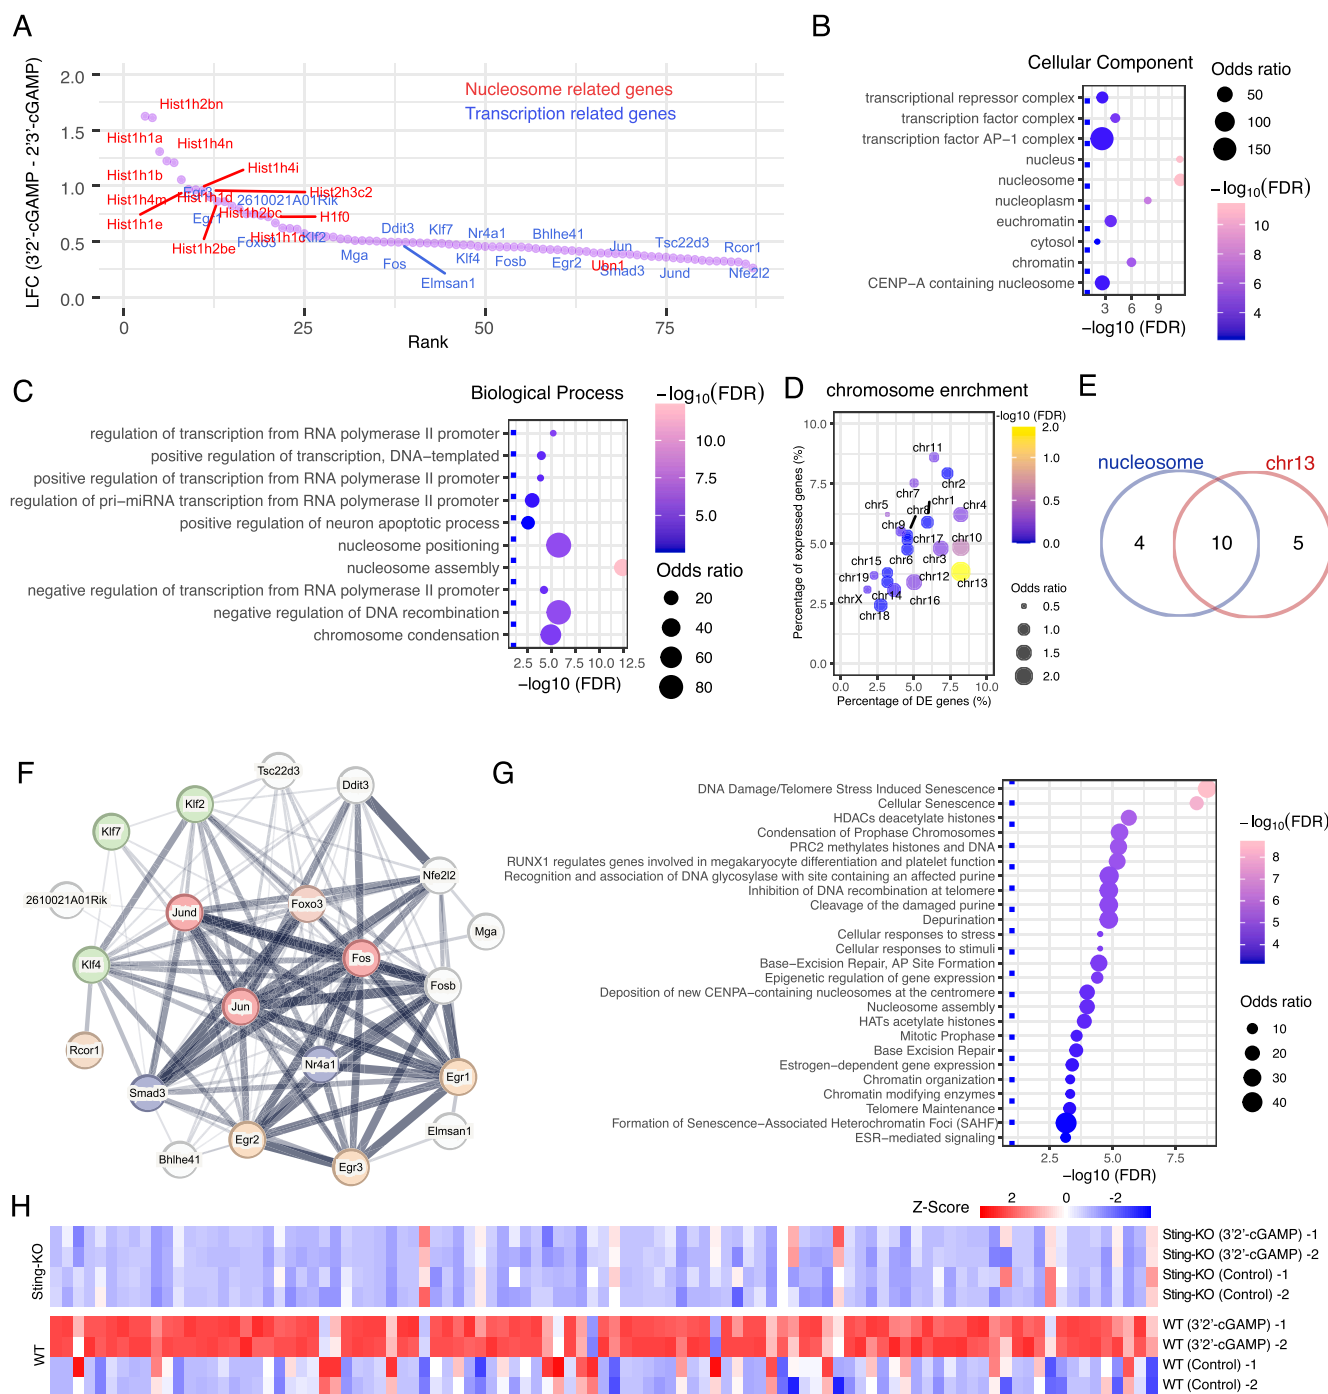 A
LFC (3'2'-cGAMP - 2'3'-cGAMP)
2.0
1.5
1.0
0.5
0.0
Nucleosome related genes
Transcription related genes
Hist1h2bn
Hist1h1a
Hist1h4n
Hist1h4i
Hist1h1b
Egr3
Hist1h1d
2610021A01Rik
Hist2h3c2
Hist1h4m
Hist1h1e
Egr1
Hist1h2bc
H1f0
Hist1h2be
Foxo3
Hist1h1c
Klf2
Ddit3
Klf7
Nr4a1
Bhlhe41
Jun
Tsc22d3
Rcor1
Mga
Fos
Elmsan1
Klf4
Fosb
Egr2
Ubn1
Smad3
Jund
Nfe2l2
0
25
50
75
Rank
B
Cellular Component
transcriptional repressor complex
transcription factor complex
transcription factor AP-1 complex
nucleus
nucleosome
nucleoplasm
euchromatin
cytosol
chromatin
CENP-A containing nucleosome
3 6 9
−log10 (FDR)
Odds ratio
50
100
150
−log10(FDR)
10
8
6
4
C
Biological Process
regulation of transcription from RNA polymerase II promoter
positive regulation of transcription, DNA-templated
positive regulation of transcription from RNA polymerase II promoter
regulation of pri-miRNA transcription from RNA polymerase II promoter
positive regulation of neuron apoptotic process
nucleosome positioning
nucleosome assembly
negative regulation of transcription from RNA polymerase II promoter
negative regulation of DNA recombination
chromosome condensation
2.5 5.0 7.5 10.0 12.5
−log10 (FDR)
−log10(FDR)
10.0
7.5
5.0
Odds ratio
20
40
60
80
D
chromosome enrchment
Percentage of expressed genes (%)
10.0
7.5
5.0
2.5
0.0
chr11
chr2
chr7
chr1
chr5
chr8
chr4
chr9
chr17
chr10
chr6
chr3
chr15
chr19
chr12
chr13
chrX
chr14
chr16
chr18
0.0 2.5 5.0 7.5 10.0
Percentage of DE genes (%)
-log10 (FDR)
2.0
1.5
1.0
0.5
0.0
Odds ratio
0.5
1.0
1.5
2.0
E
nucleosome
chr13
4
10
5
F
Tsc22d3
Ddit3
Klf2
Klf7
Nfe2l2
2610021A01Rik
Jund
Foxo3
Mga
Klf4
Fos
Fosb
Jun
Rcor1
Nr4a1
Egr1
Smad3
Elmsan1
Egr2
Bhlhe41
Egr3
G
DNA Damage/Telomere Stress Induced Senescence
Cellular Senescence
HDACs deacetylate histones
Condensation of Prophase Chromosomes
PRC2 methylates histones and DNA
RUNX1 regulates genes involved in megakaryocyte differentiation and platelet function
Recognition and association of DNA glycosylase with site containing an affected purine
Inhibition of DNA recombination at telomere
Cleavage of the damaged purine
Depurination
Cellular responses to stress
Cellular responses to stimuli
Base-Excision Repair, AP Site Formation
Epigenetic regulation of gene expression
Deposition of new CENPA-containing nucleosomes at the centromere
Nucleosome assembly
HATs acetylate histones
Mitotic Prophase
Base Excision Repair
Estrogen-dependent gene expression
Chromatin organization
Chromatin modifying enzymes
Telomere Maintenance
Formation of Senescence-Associated Heterochromatin Foci (SAHF)
ESR-mediated signaling
2.5 5.0 7.5
−log10 (FDR)
−log10(FDR)
8
7
6
5
4
Odds ratio
10
20
30
40
H
Z-Score
2 0 -2
Sting-KO
Sting-KO (3'2'-cGAMP) -1
Sting-KO (3'2'-cGAMP) -2
Sting-KO (Control) -1
Sting-KO (Control) -2
WT
WT (3'2'-cGAMP) -1
WT (3'2'-cGAMP) -2
WT (Control) -1
WT (Control) -2